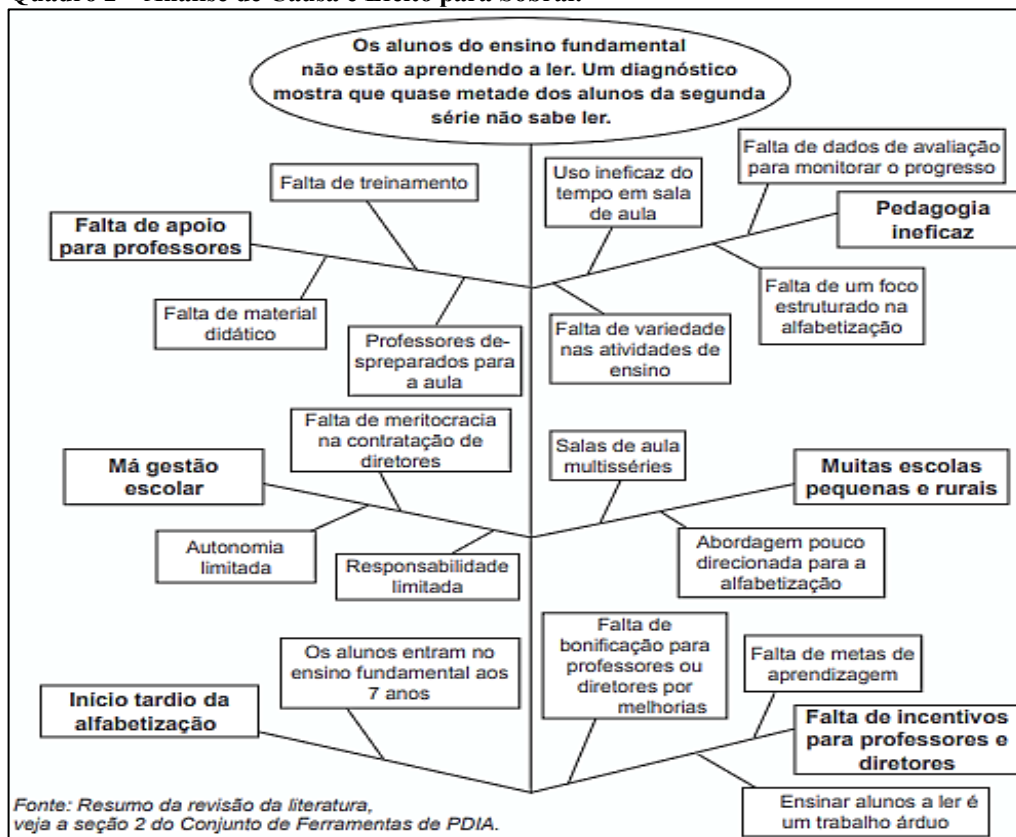 Quadro 2 – Análise de Causa e Efeito para Sobral.
Os alunos do ensino fundamental
não estão aprendendo a ler. Um diagnóstico
mostra que quase metade dos alunos da segunda
série não sabe ler.
Falta de treinamento
Falta de apoio
para professores
Falta de material
didático
Professores de-
spreparados para
a aula
Uso ineficaz do
tempo em sala
de aula
Falta de dados de avaliação
para monitorar o progresso
Pedagogia
ineficaz
Falta de um foco
estruturado na
alfabetização
Falta de variedade
nas atividades de
ensino
Falta de meritocracia
na contratação de
diretores
Má gestão
escolar
Autonomia
limitada
Responsabilidade
limitada
Salas de aula
multisséries
Muitas escolas
pequenas e rurais
Abordagem pouco
direcionada para a
alfabetização
Os alunos entram no
ensino fundamental aos
7 anos
Início tardio da
alfabetização
Falta de
bonificação para
professores ou
diretores por
melhorias
Falta de metas de
aprendizagem
Falta de incentivos
para professores e
diretores
Ensinar alunos a ler é
um trabalho árduo
Fonte: Resumo da revisão da literatura,
veja a seção 2 do Conjunto de Ferramentas de PDIA.